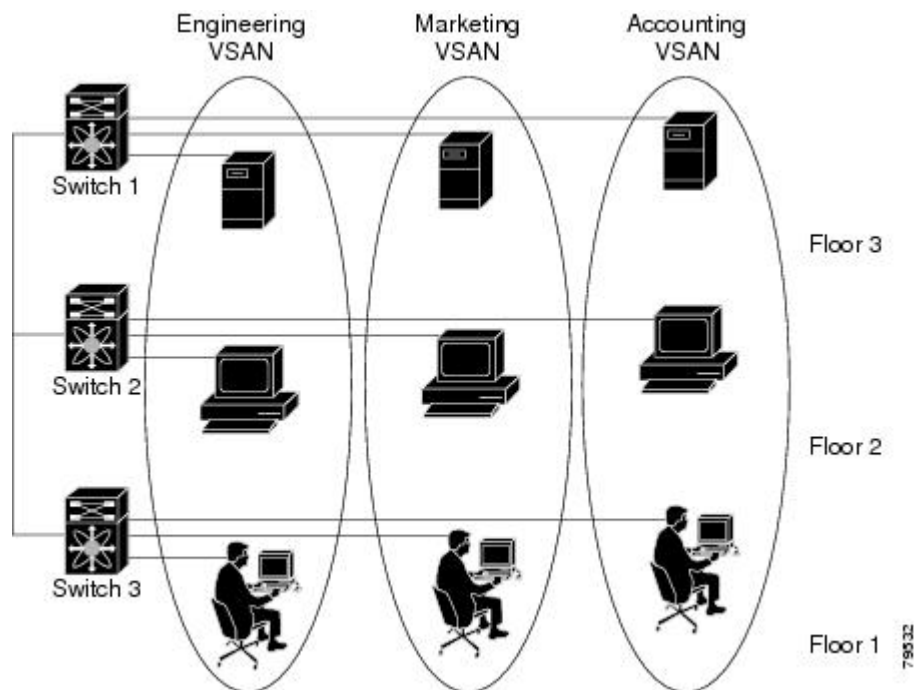 Engineering
VSAN
Marketing
VSAN
Accounting
VSAN
Switch 1
Floor 3
Switch 2
Floor 2
Switch 3
Floor 1
79532